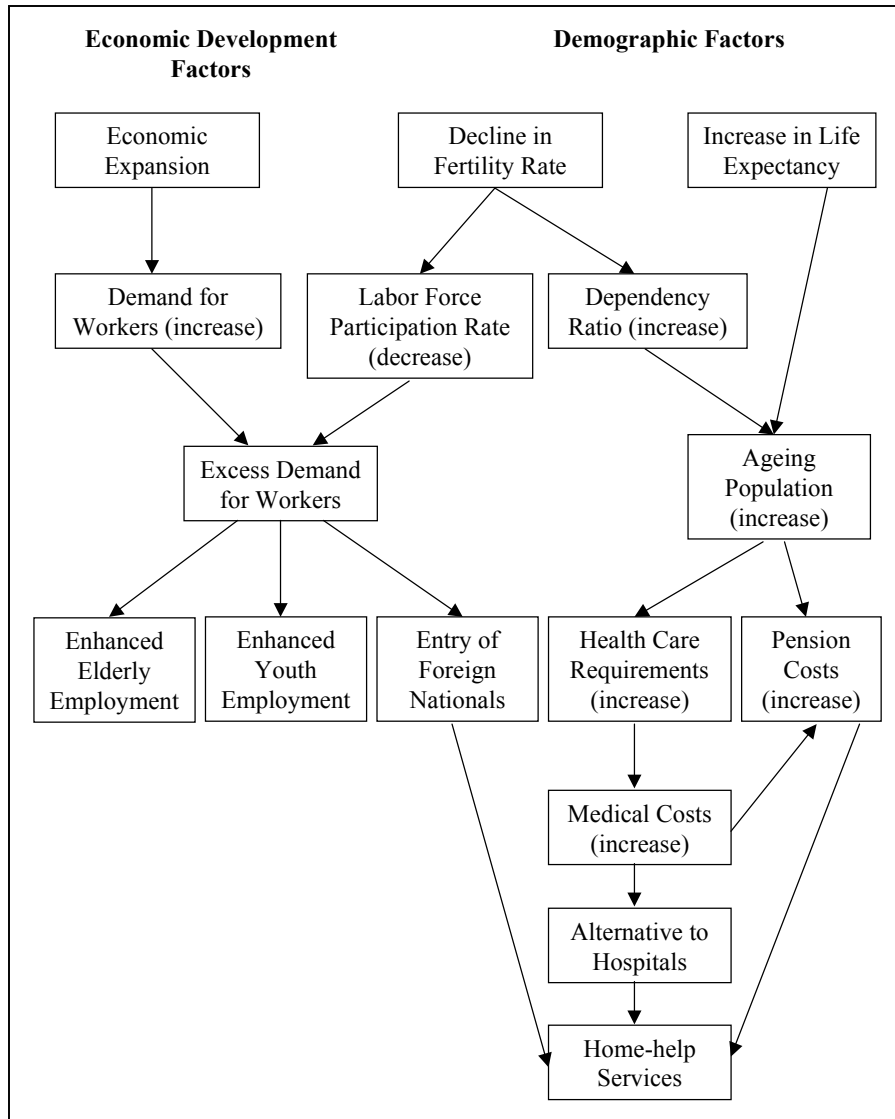 Economic Development
Factors
Demographic Factors
Economic
Expansion
Decline in
Fertility Rate
Increase in Life
Expectancy
Demand for
Workers (increase)
Labor Force
Participation Rate
(decrease)
Dependency
Ratio (increase)
Excess Demand
for Workers
Ageing
Population
(increase)
Enhanced
Elderly
Employment
Enhanced
Youth
Employment
Entry of
Foreign
Nationals
Health Care
Requirements
(increase)
Pension
Costs
(increase)
Medical Costs
(increase)
Alternative to
Hospitals
Home-help
Services